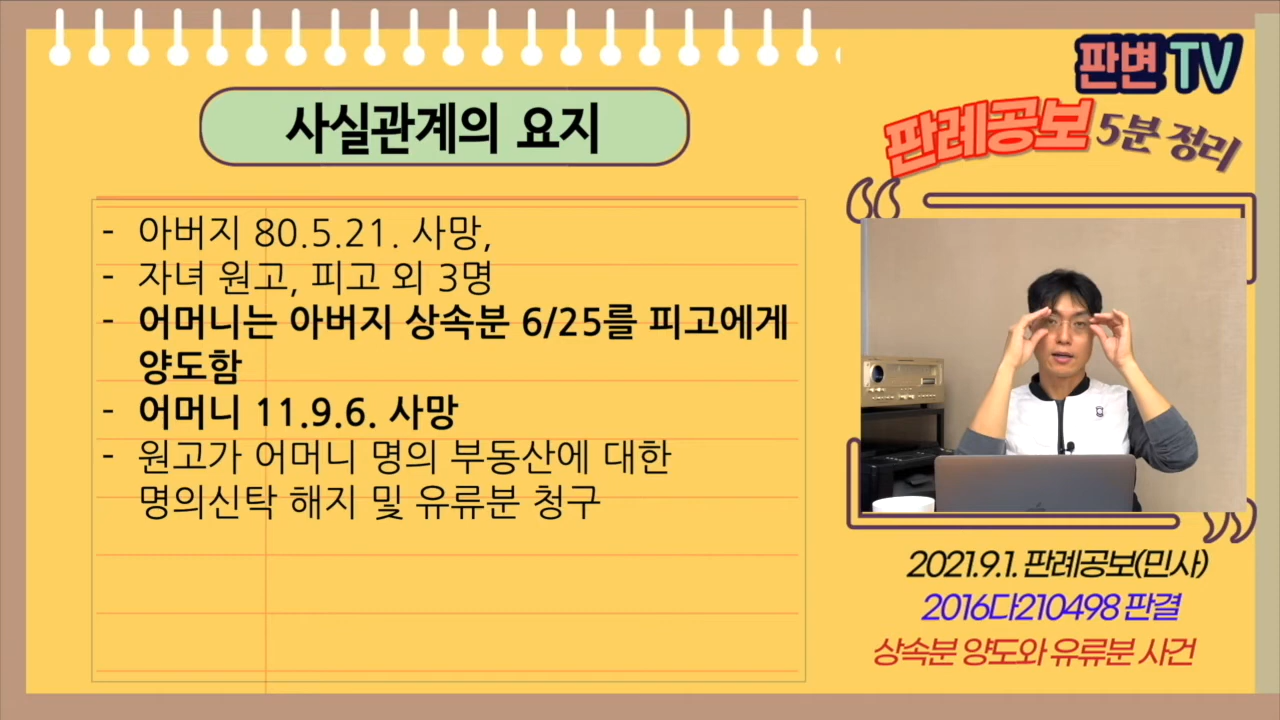 판변 TV
판례공보 5분 정리
사실관계의 요지
- 아버지 80.5.21. 사망,
- 자녀 원고, 피고 외 3명
- 어머니는 아버지 상속분 6/25를 피고에게
양도함
- 어머니 11.9.6. 사망
- 원고가 어머니 명의 부동산에 대한
명의신탁 해지 및 유류분 청구
2021.9.1. 판례공보(민사)
2016다210498 판결
상속분 양도와 유류분 사건